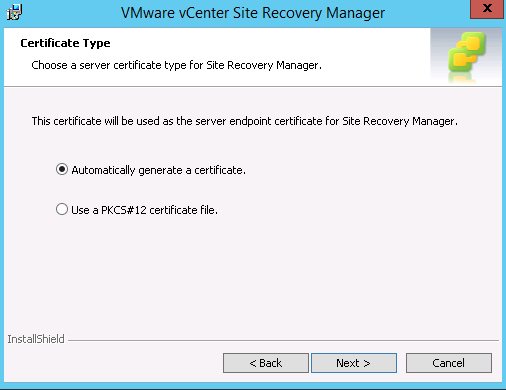 VMware vCenter Site Recovery Manager
x
Certificate Type
Choose a server certificate type for Site Recovery Manager.
This certificate will be used as the server endpoint certificate for Site Recovery Manager.
Automatically generate a certificate.
Use a PKCS#12 certificate file.
InstallShield
< Back Next > Cancel